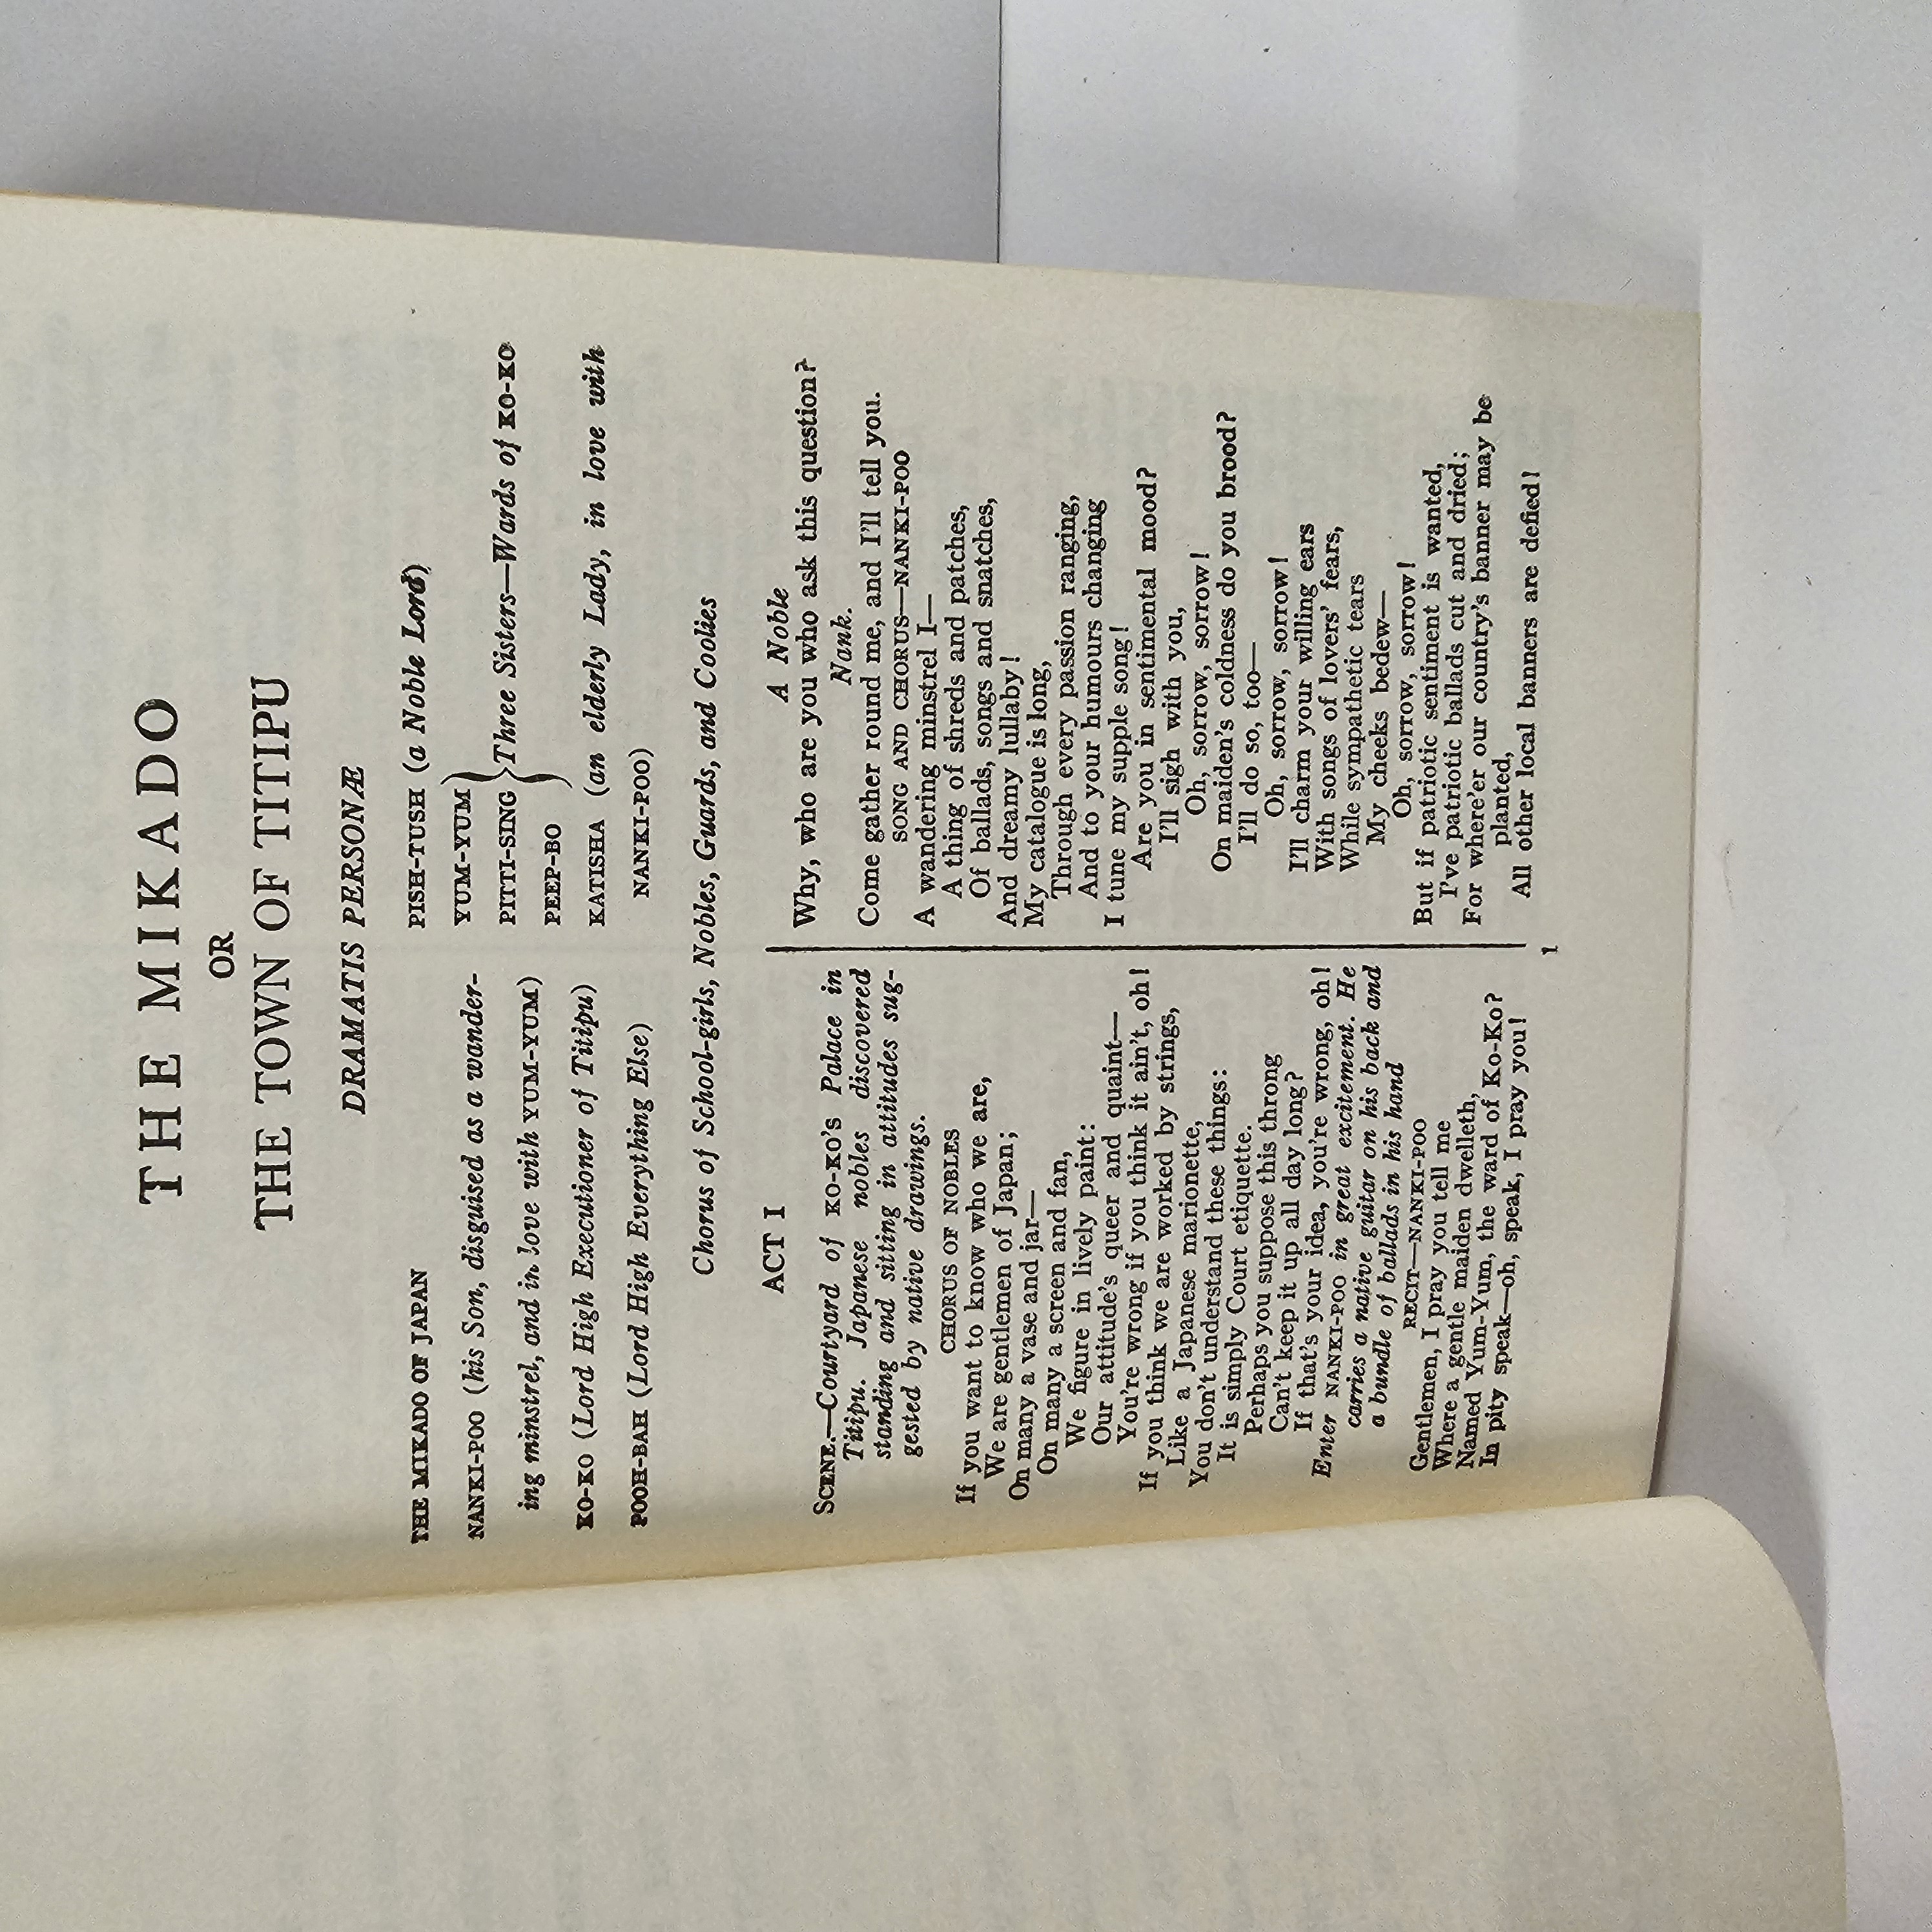 THE MIKADO
OR
THE TOWN OF TITIPU
DRAMATIS PERSONÆ
THE MIKADO OF JAPAN
NANKI-POO (his Son, disguised as a wander-
ing minstrel, and in love with YUM-YUM)
KO-KO (Lord High Executioner of Titipu)
POOH-BAH (Lord High Everything Else)
PISH-TUSH (a Noble Lord)
YUM-YUM
PITTI-SING
PEEP-BO
Three Sisters—Wards of KO-KO
KATISHA (an elderly Lady, in love with
NANKI-POO)
Chorus of School-girls, Nobles, Guards, and Coolies
ACT I
SCENE.—Courtyard of KO-KO'S Palace in
Titipu. Japanese nobles discovered
standing and sitting in attitudes sug-
gested by native drawings.
CHORUS OF NOBLES
If you want to know who we are,
We are gentlemen of Japan;
On many a vase and jar—
On many a screen and fan,
We figure in lively paint:
Our attitude's queer and quaint—
You're wrong if you think it ain't, oh!
If you think we are worked by strings,
Like a Japanese marionette,
You don't understand these things:
It is simply Court etiquette.
Perhaps you suppose this throng
Can't keep it up all day long?
If that's your idea, you're wrong, oh!
Enter NANKI-POO in great excitement. He
carries a native guitar on his back and
a bundle of ballads in his hand
RECIT—NANKI-POO
Gentlemen, I pray you tell me
Where a gentle maiden dwelleth,
Named Yum-Yum, the ward of Ko-Ko?
In pity speak—oh, speak, I pray you!
A Noble
Why, who are you who ask this question?
Nank.
Come gather round me, and I'll tell you.
SONG AND CHORUS—NANKI-POO
A wandering minstrel I—
A thing of shreds and patches,
Of ballads, songs and snatches,
And dreamy lullaby!
My catalogue is long,
Through every passion ranging,
And to your humours changing
I tune my supple song!
Are you in sentimental mood?
I'll sigh with you,
Oh, sorrow, sorrow!
On maiden's coldness do you brood?
I'll do so, too—
Oh, sorrow, sorrow!
I'll charm your willing ears
With songs of lovers' fears,
While sympathetic tears
My cheeks bedew—
Oh, sorrow, sorrow!
But if patriotic sentiment is wanted,
I've patriotic ballads cut and dried;
For where'er our country's banner may be
planted,
All other local banners are defied!
1